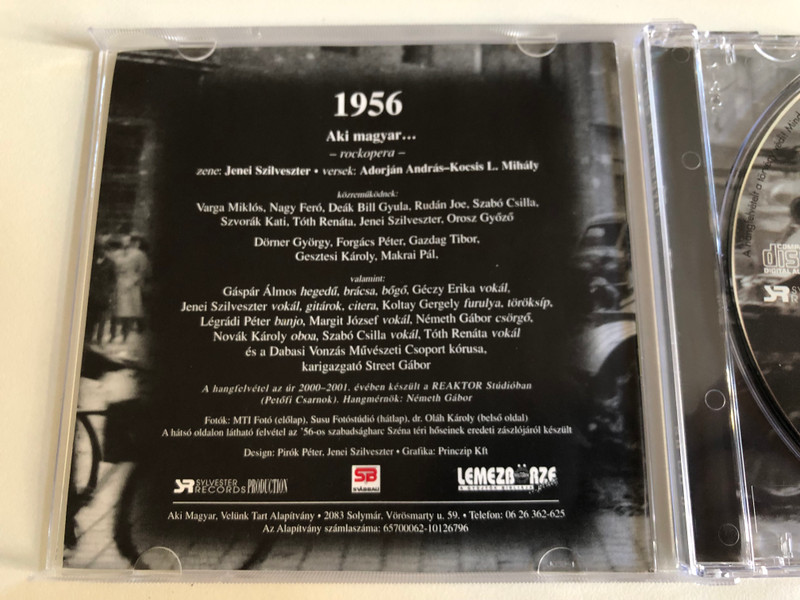 1956
Aki magyar…
– rockopera –
zene: Jenei Szilveszter • versek: Adorján András–Kocsis L. Mihály
közreműködnek:
Varga Miklós, Nagy Feró, Deák Bill Gyula, Rudán Joe, Szabó Csilla,
Szvorák Kati, Tóth Renáta, Jenei Szilveszter, Orosz Győző
Dörner György, Forgács Péter, Gazdag Tibor,
Gesztesi Károly, Makrai Pál,
valamint:
Gáspár Álmos hegedű, brácsa, bőgő, Géczy Erika vokál,
Jenei Szilveszter vokál, gitárok, citera, Koltay Gergely furulya, töröksíp,
Légrádi Péter banjo, Margit József vokál, Németh Gábor csörgő,
Novák Károly oboa, Szabó Csilla vokál, Tóth Renáta vokál
és a Dabasi Vonzás Művészeti Csoport kórusa,
karigazgató Street Gábor
A hangfelvétel az úr 2000–2001. évében készült a REAKTOR Stúdióban
(Petőfi Csarnok). Hangmérnök: Németh Gábor
Fotók: MTI Fotó (előlap), Susu Fotóstúdió (hátlap), dr. Oláh Károly (belső oldal)
A hátsó oldalon látható felvétel az '56-os szabadságharc Széna téri hőseinek eredeti zászlójáról készült
Design: Pirók Péter, Jenei Szilveszter • Grafika: Princzip Kft
SR SYLVESTER RECORDS PRODUCTION
SB
LEMEZBÖRZE
Aki Magyar, Velünk Tart Alapítvány • 2083 Solymár, Vörösmarty u. 59. • Telefon: 06 26 362-625
Az Alapítvány számlaszáma: 65700062-10126796
A hangfelvétel
DIGITAL AU